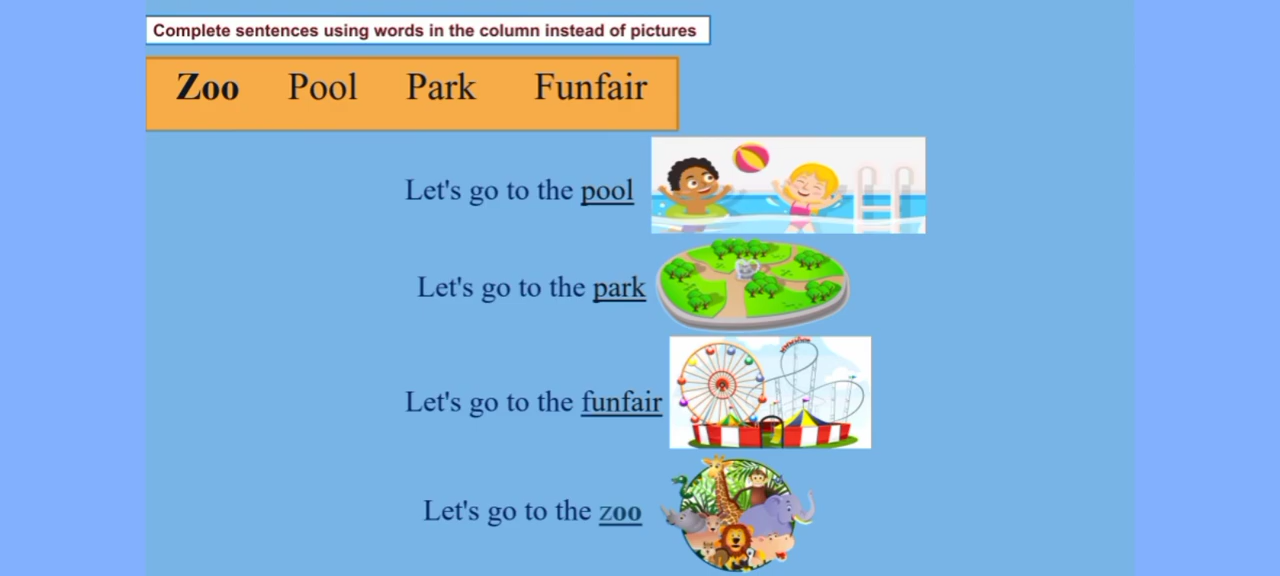 Complete sentences using words in the column instead of pictures
Zoo Pool Park Funfair
Let's go to the pool
Let's go to the park
Let's go to the funfair
Let's go to the zoo